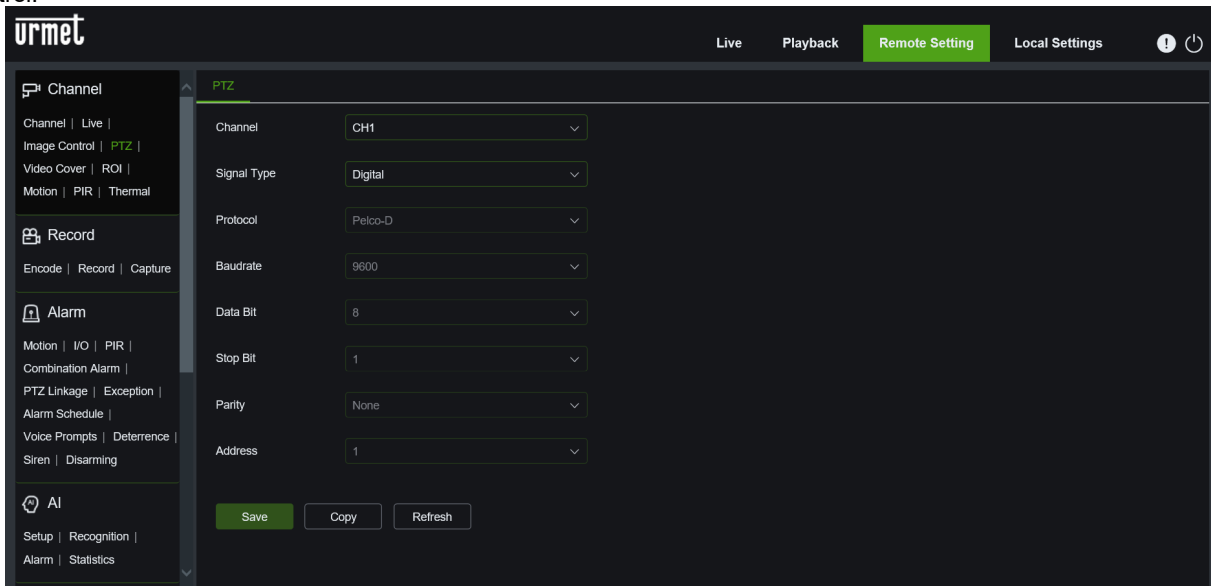 urmet
Live Playback Remote Setting Local Settings
Channel
Channel | Live |
Image Control | PTZ |
Video Cover | ROI |
Motion | PIR | Thermal
Record
Encode | Record | Capture
Alarm
Motion | I/O | PIR |
Combination Alarm |
PTZ Linkage | Exception |
Alarm Schedule |
Voice Prompts | Deterrence |
Siren | Disarming
AI
Setup | Recognition |
Alarm | Statistics
PTZ
Channel CH1
Signal Type Digital
Protocol Pelco-D
Baudrate 9600
Data Bit 8
Stop Bit 1
Parity None
Address 1
Save Copy Refresh